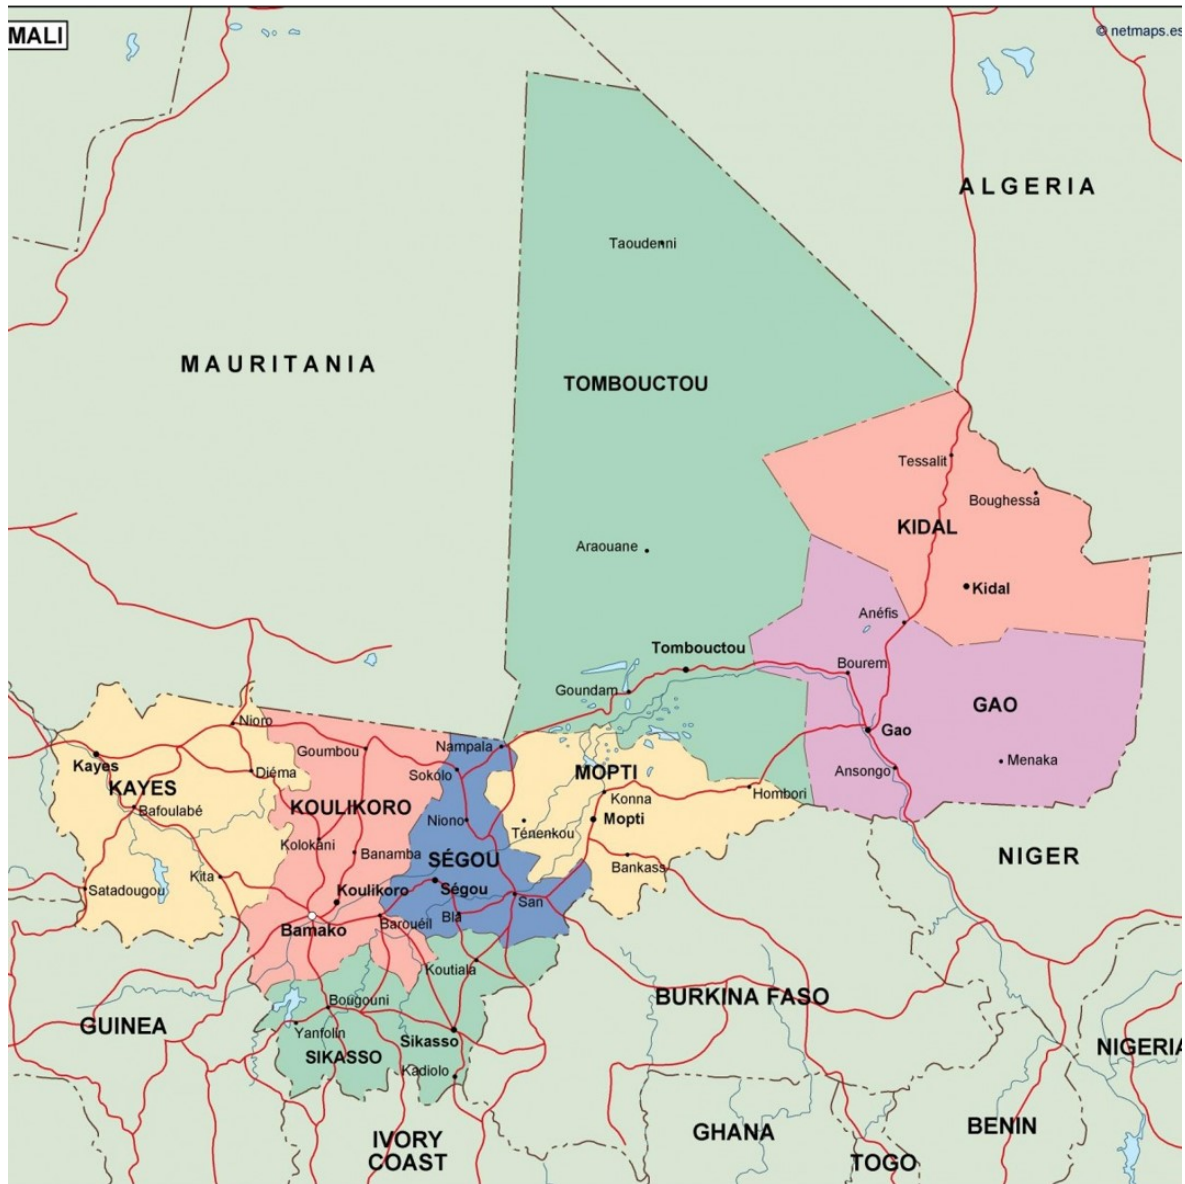 MALI
© netmaps.es
ALGERIA
Taoudenni
MAURITANIA
TOMBOUCTOU
Tessalit
Boughessa
KIDAL
Araouane
Kidal
Anéfis
Tombouctou
Bourem
Goundam
GAO
Nioro
Gao
Goumbou
Nampala
Kayes
Diéma
Sokolo
MOPTI
Ansongo
Menaka
KAYES
Hombori
Bafoulabé
KOULIKORO
Konna
Niono
Mopti
Ténenkou
Kolokani
Banamba
SÉGOU
NIGER
Bankass
Kita
Satadougou
Koulikoro
Ségou
San
Bamako
Barouéil
Bla
Koutiala
BURKINA FASO
Bougouni
GUINEA
Yanfolin
Sikasso
SIKASSO
NIGERIA
Kadiolo
BENIN
GHANA
IVORY
COAST
TOGO